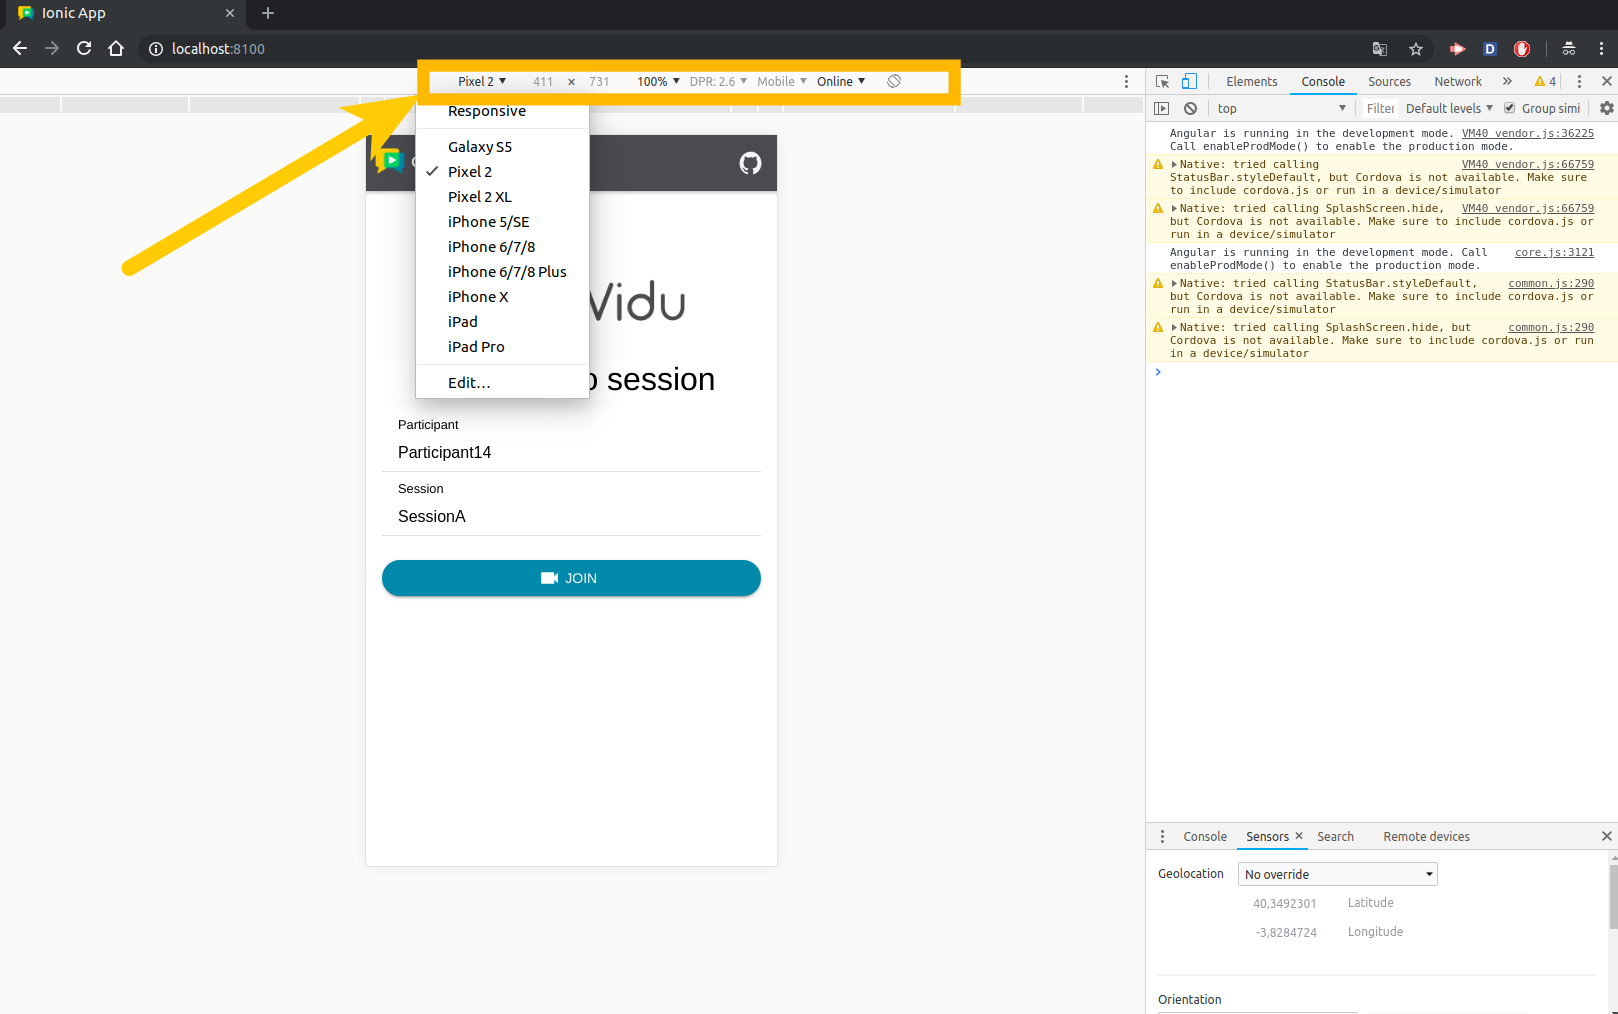 Ionic App
localhost:8100
Pixel 2 411 × 731 100% DPR: 2.6 Mobile Online
Responsive
Galaxy S5
Pixel 2
Pixel 2 XL
iPhone 5/SE
iPhone 6/7/8
iPhone 6/7/8 Plus
iPhone X
iPad
iPad Pro
Edit…
Vidu
session
Participant
Participant14
Session
SessionA
JOIN
Elements Console Sources Network » 4
top Filter Default levels Group simi
Angular is running in the development mode. VM40 vendor.js:36225
Call enableProdMode() to enable the production mode.
Native: tried calling VM40 vendor.js:66759
StatusBar.styleDefault, but Cordova is not available. Make sure
to include cordova.js or run in a device/simulator
Native: tried calling SplashScreen.hide, VM40 vendor.js:66759
but Cordova is not available. Make sure to include cordova.js or
run in a device/simulator
Angular is running in the development mode. Call core.js:3121
enableProdMode() to enable the production mode.
Native: tried calling StatusBar.styleDefault, common.js:290
but Cordova is not available. Make sure to include cordova.js or
run in a device/simulator
Native: tried calling SplashScreen.hide, but common.js:290
Cordova is not available. Make sure to include cordova.js or run
in a device/simulator
Console Sensors Search Remote devices
Geolocation No override
40,3492301 Latitude
-3,8284724 Longitude
Orientation